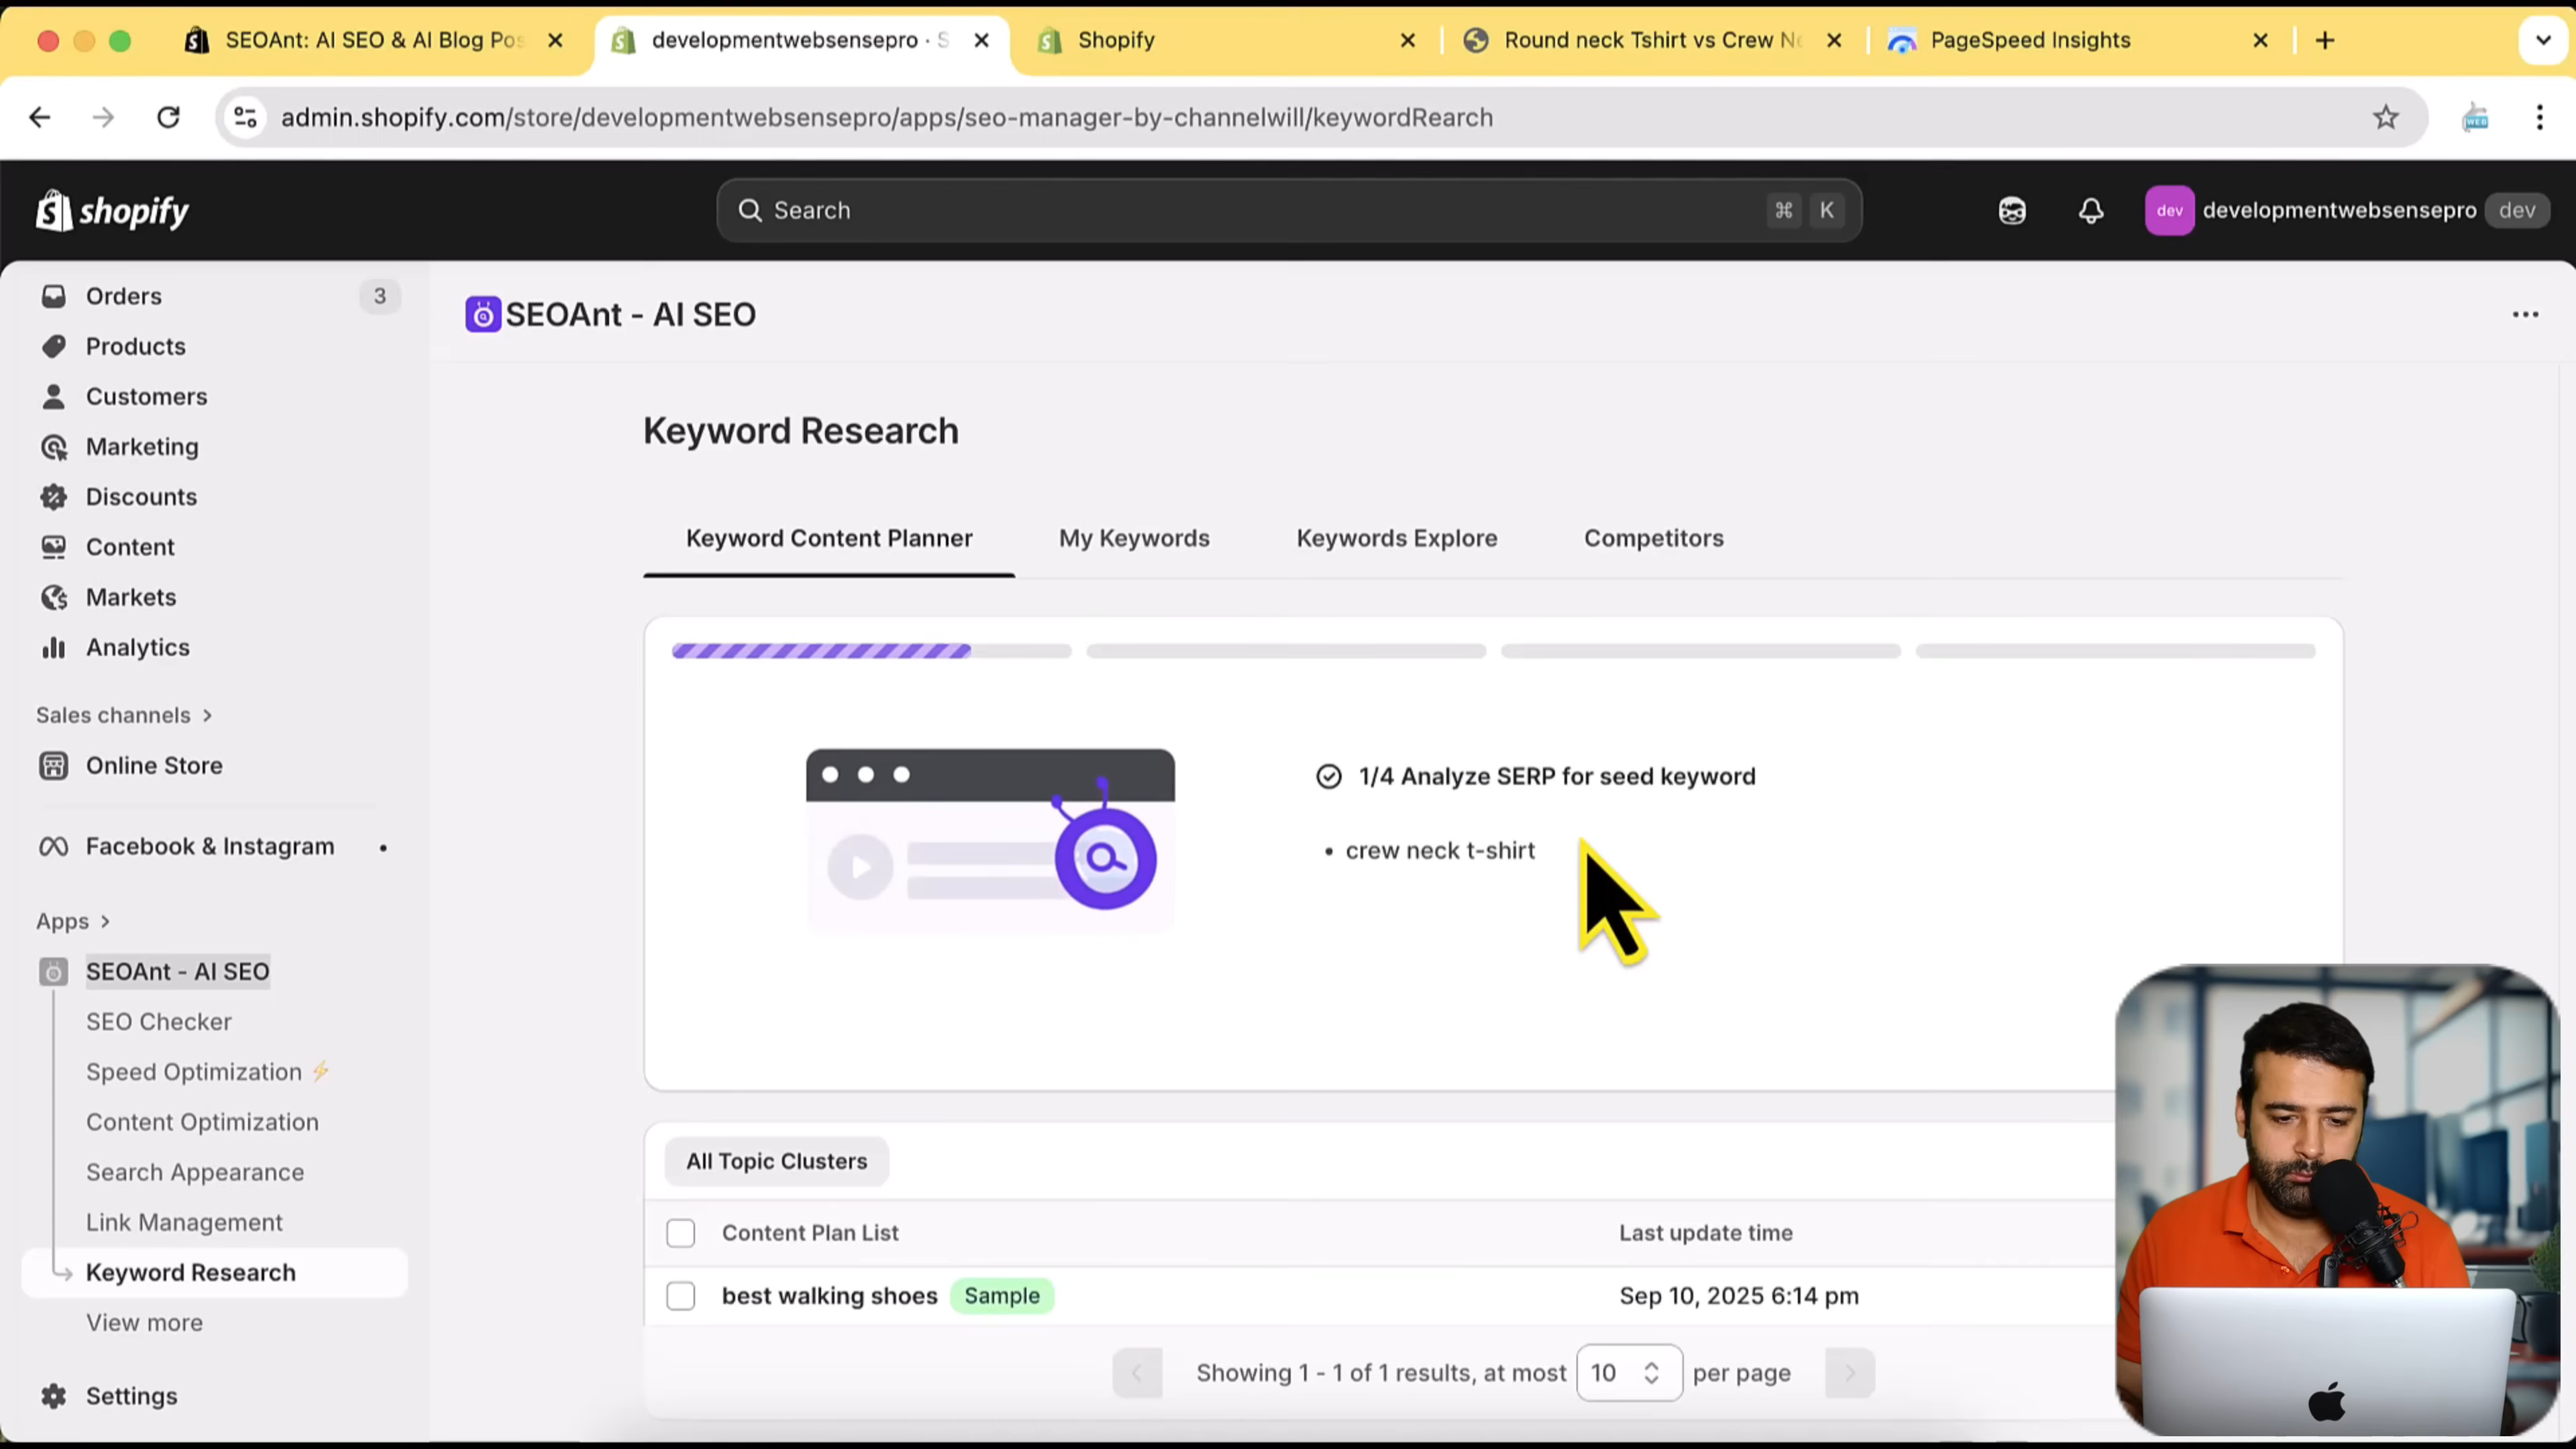 SEOAnt: AI SEO & AI Blog Pos
developmentwebsensepro · S
Shopify
Round neck Tshirt vs Crew Ne
PageSpeed Insights
admin.shopify.com/store/developmentwebsensepro/apps/seo-manager-by-channelwill/keywordRearch
WEB
shopify
Search
⌘ K
dev
developmentwebsensepro
dev
Orders
3
Products
Customers
Marketing
Discounts
Content
Markets
Analytics
Sales channels
Online Store
Facebook & Instagram
Apps
SEOAnt - AI SEO
SEO Checker
Speed Optimization ⚡
Content Optimization
Search Appearance
Link Management
Keyword Research
View more
Settings
SEOAnt - AI SEO
Keyword Research
Keyword Content Planner
My Keywords
Keywords Explore
Competitors
1/4 Analyze SERP for seed keyword
• crew neck t-shirt
All Topic Clusters
Content Plan List
Last update time
best walking shoes
Sample
Sep 10, 2025 6:14 pm
Showing 1 - 1 of 1 results, at most 10 per page